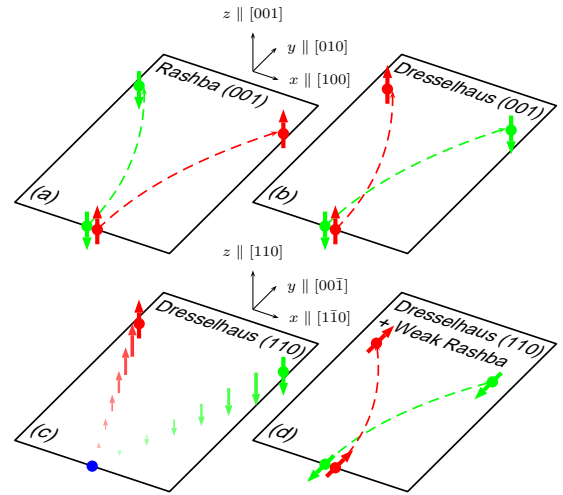 z ∥ [001]
y ∥ [010]
x ∥ [100]
Rashba (001)
(a)
Dresselhaus (001)
(b)
z ∥ [110]
y ∥ [001̄]
x ∥ [11̄0]
Dresselhaus (110)
(c)
Dresselhaus (110)
+ Weak Rashba
(d)